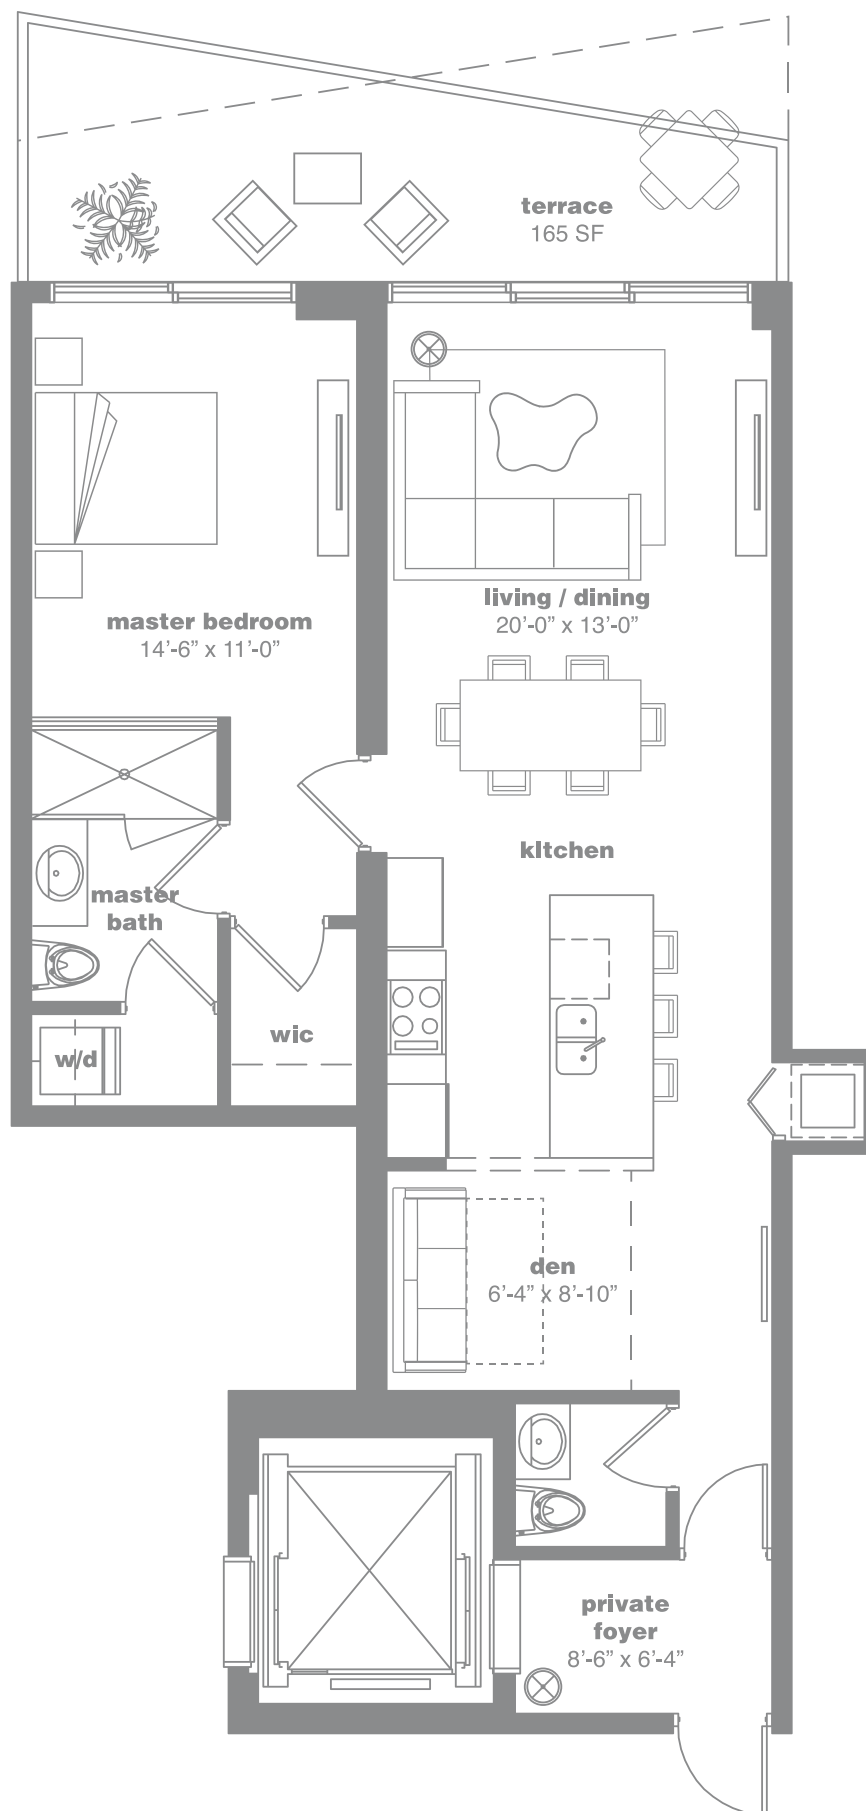 terrace
165 SF
master bedroom
14’-6” x 11’-0”
living / dining
20’-0” x 13’-0”
kItchen
master
bath
wic
w/d
den
6’-4” x 8’-10”
private
foyer
8’-6” x 6’-4”